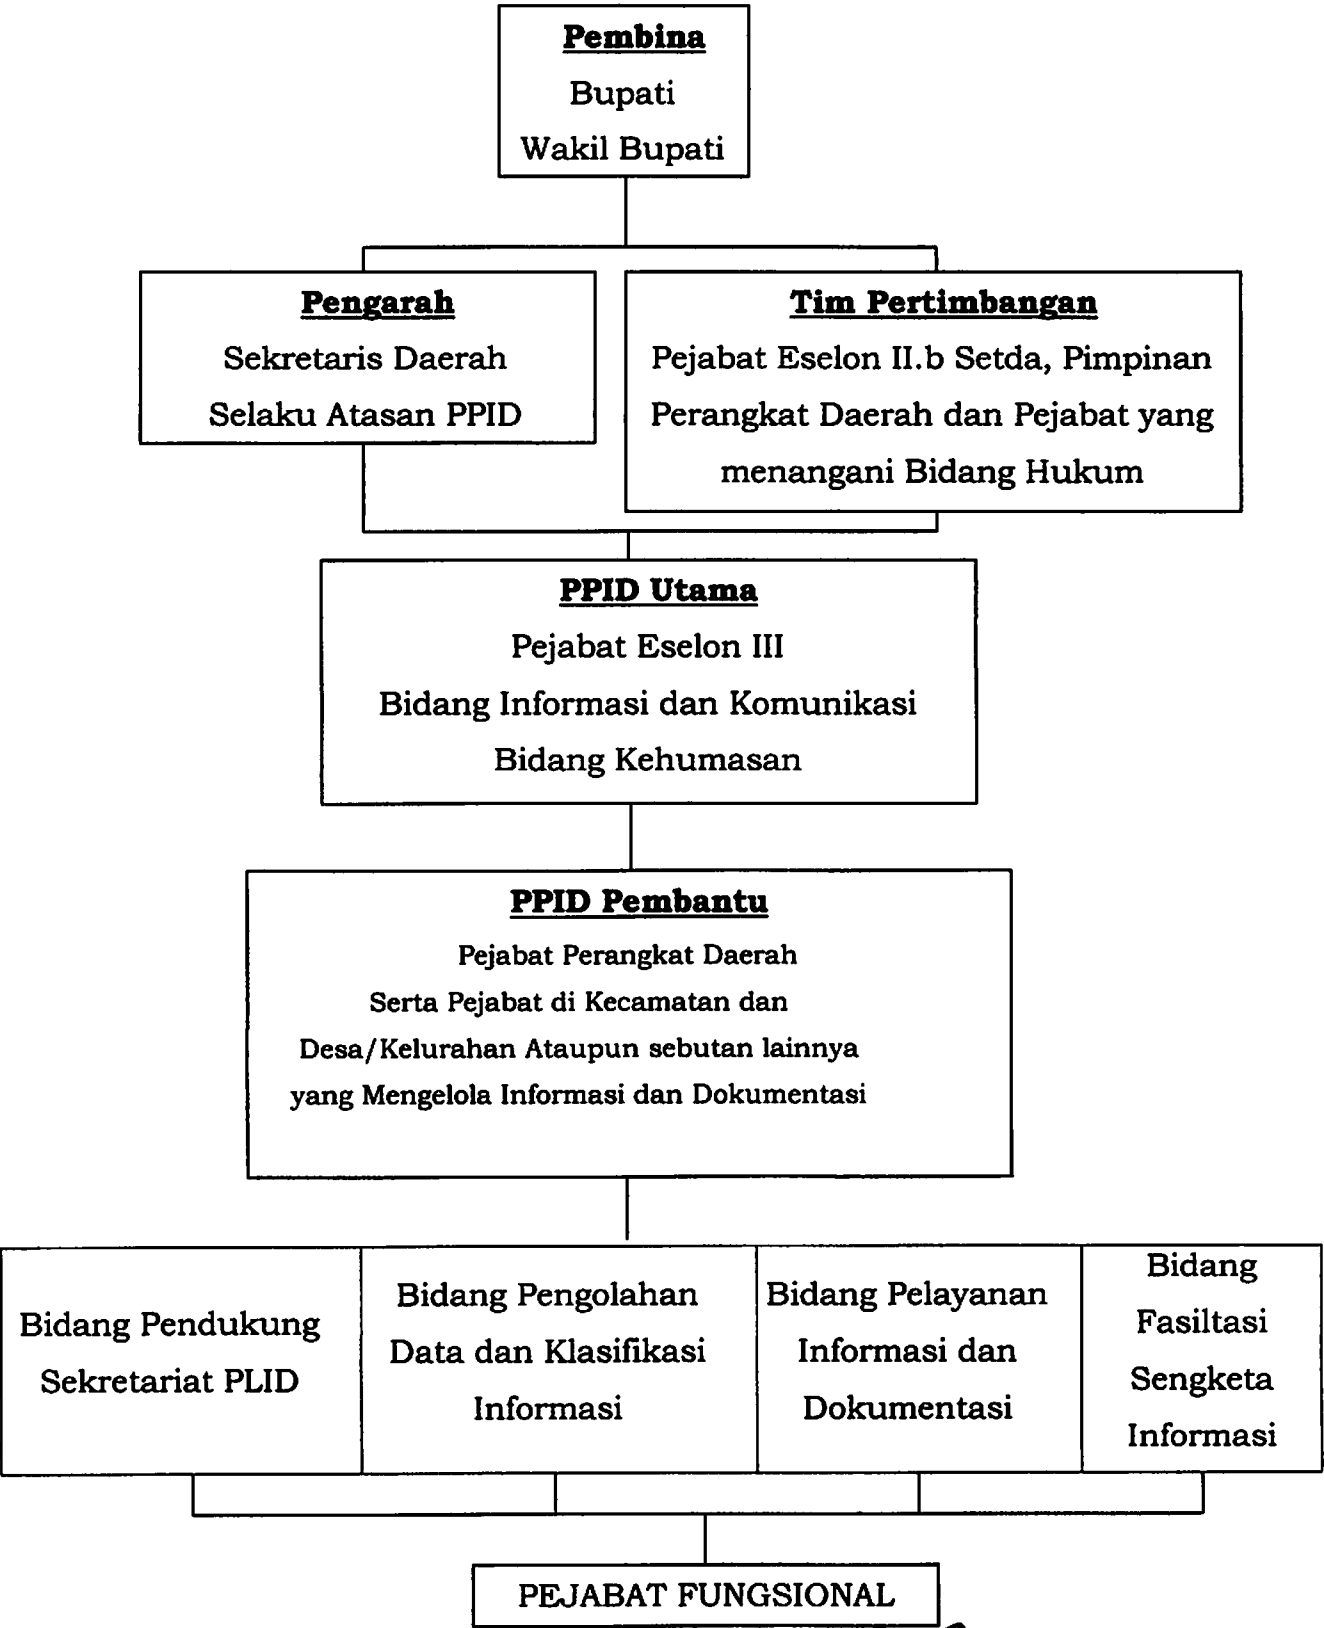 Pembina
Bupati
Wakil Bupati
Pengarah
Sekretaris Daerah
Selaku Atasan PPID
Tim Pertimbangan
Pejabat Eselon II.b Setda, Pimpinan
Perangkat Daerah dan Pejabat yang
menangani Bidang Hukum
PPID Utama
Pejabat Eselon III
Bidang Informasi dan Komunikasi
Bidang Kehumasan
PPID Pembantu
Pejabat Perangkat Daerah
Serta Pejabat di Kecamatan dan
Desa/Kelurahan Ataupun sebutan lainnya
yang Mengelola Informasi dan Dokumentasi
Bidang Pendukung
Sekretariat PLID
Bidang Pengolahan
Data dan Klasifikasi
Informasi
Bidang Pelayanan
Informasi dan
Dokumentasi
Bidang
Fasiltasi
Sengketa
Informasi
PEJABAT FUNGSIONAL